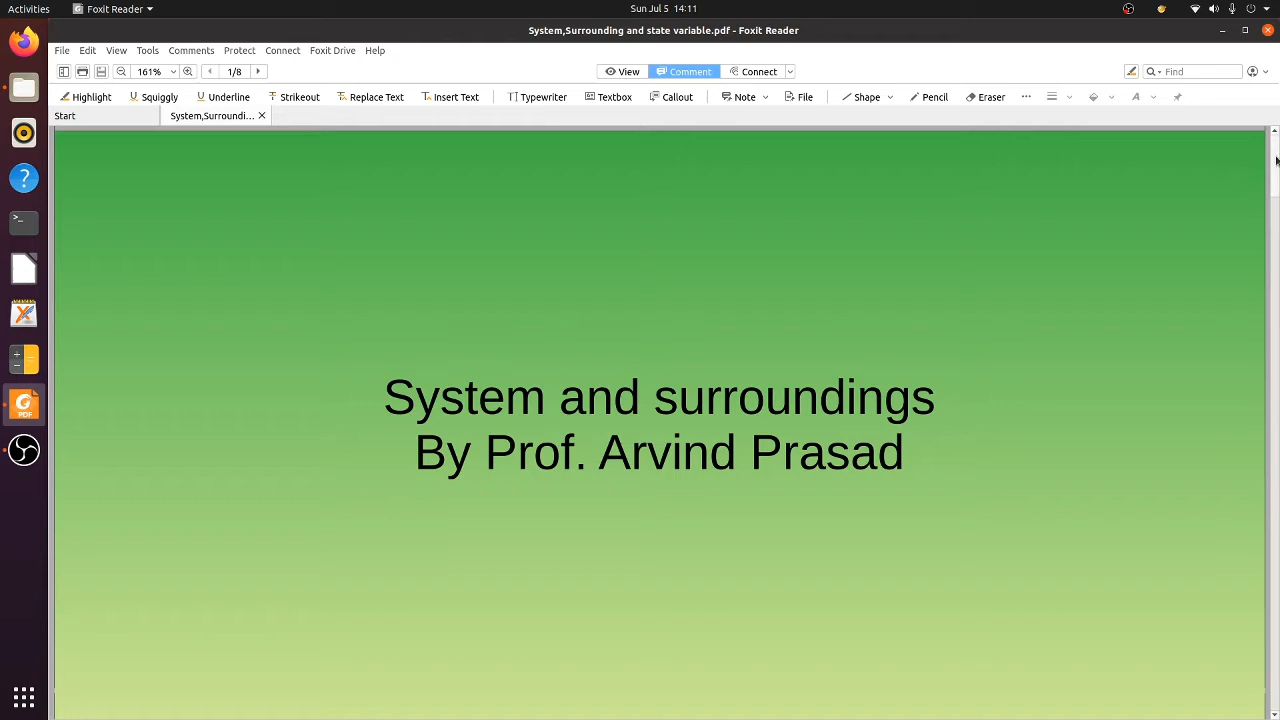 Activities Foxit Reader Sun Jul 5 14:11
System,Surrounding and state variable.pdf - Foxit Reader
File Edit View Tools Comments Protect Connect Foxit Drive Help
161% 1/8 View Comment Connect Find
Highlight Squiggly Underline Strikeout Replace Text Insert Text Typewriter Textbox Callout Note File Shape Pencil Eraser
Start System,Surroundi...
System and surroundings
By Prof. Arvind Prasad